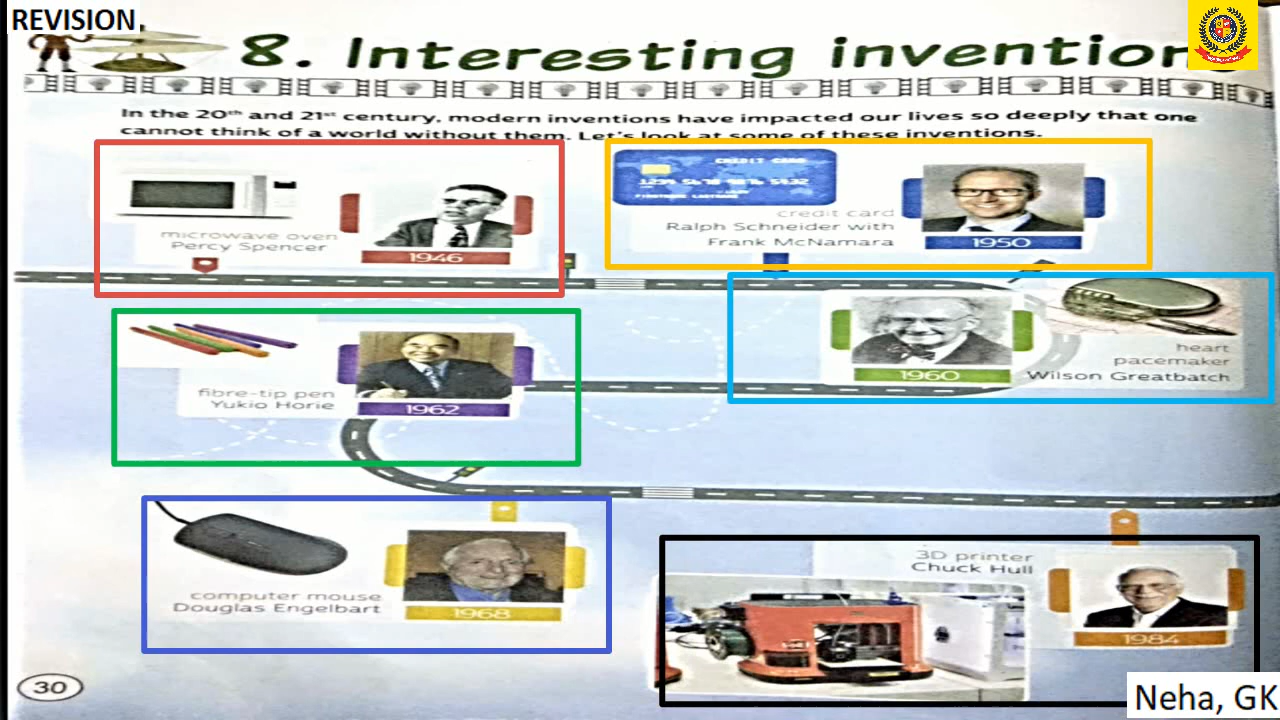 REVISION
8. Interesting invention
In the 20th and 21st century, modern inventions have impacted our lives so deeply that one
cannot think of a world without them. Let's look at some of these inventions.
microwave oven
Percy Spencer
1946
CREDIT CARD
credit card
Ralph Schneider with
Frank McNamara
1950
fibre-tip pen
Yukio Horie
1962
1960
heart
pacemaker
Wilson Greatbatch
computer mouse
Douglas Engelbart
1968
3D printer
Chuck Hull
1984
30
Neha, GK